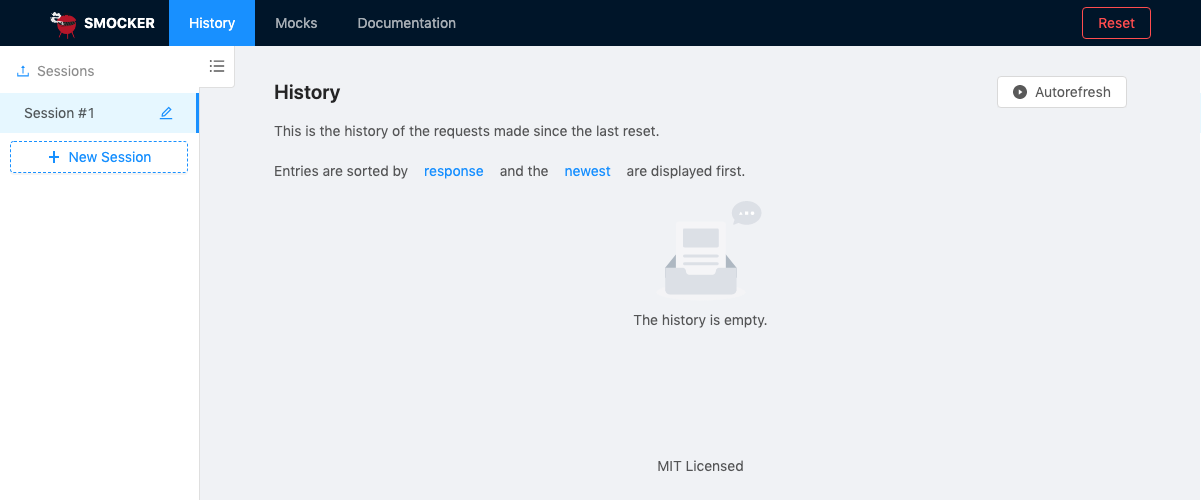 SMOCKER
History
Mocks
Documentation
Reset
Sessions
Session #1
New Session
History
Autorefresh
This is the history of the requests made since the last reset.
Entries are sorted by response and the newest are displayed first.
The history is empty.
MIT Licensed